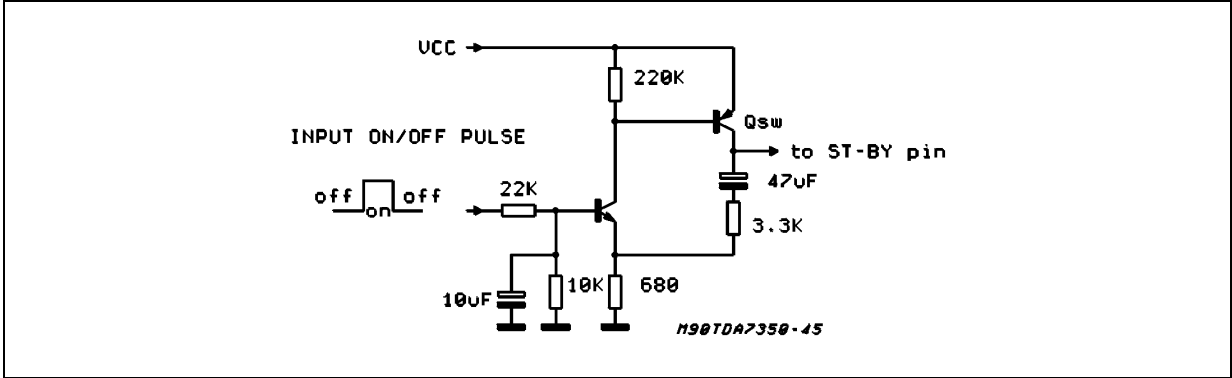 VCC
220K
Qsw
INPUT ON/OFF PULSE
to ST-BY pin
47uF
off on off
22K
3.3K
10uF
10K
680
M90TDA7350-45